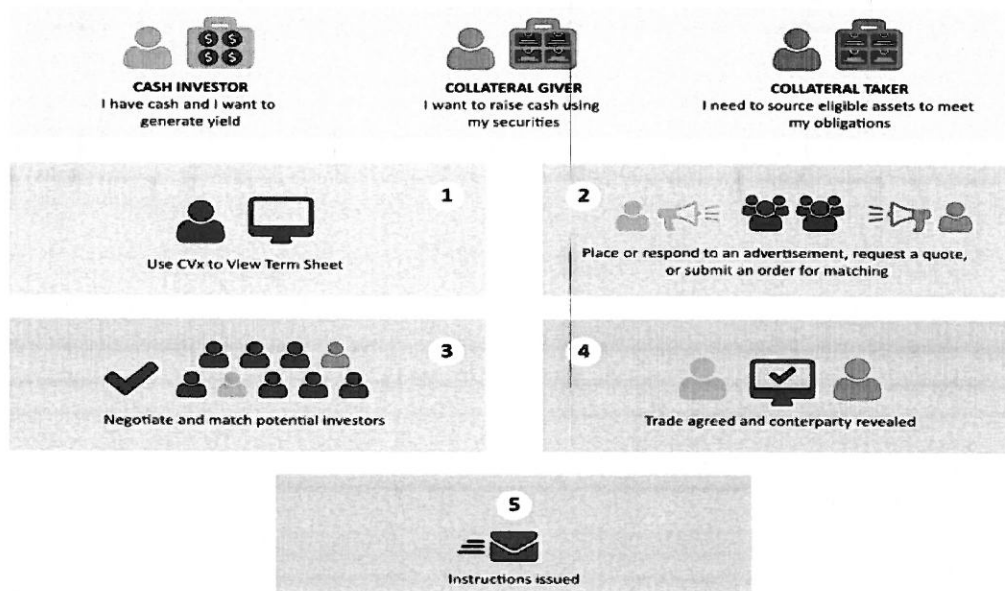 CASH INVESTOR
I have cash and I want to
generate yield
COLLATERAL GIVER
I want to raise cash using
my securities
COLLATERAL TAKER
I need to source eligible assets to meet
my obligations
1
Use CVx to View Term Sheet
2
Place or respond to an advertisement, request a quote,
or submit an order for matching
3
Negotiate and match potential investors
4
Trade agreed and conterparty revealed
5
Instructions issued